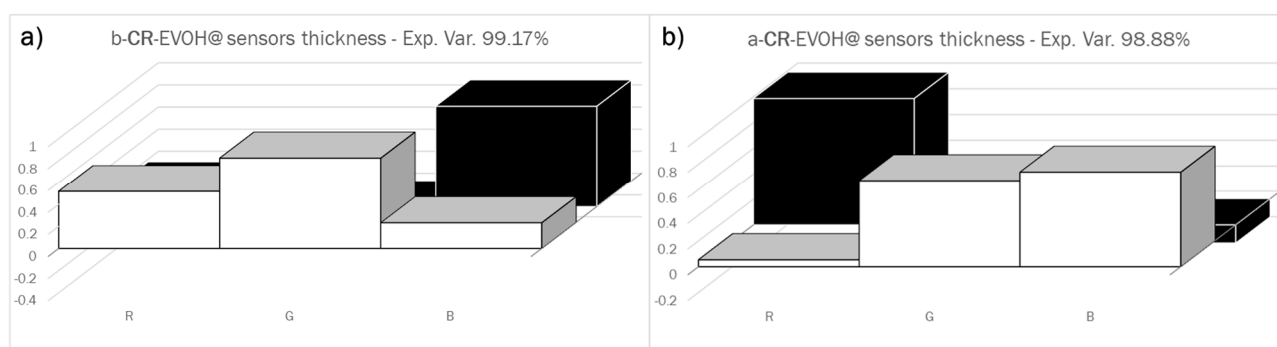 a)
b-CR-EVOH@ sensors thickness - Exp. Var. 99.17%
1
0.8
0.6
0.4
0.2
0
-0.2
-0.4
R G B
b)
a-CR-EVOH@ sensors thickness - Exp. Var. 98.88%
1
0.8
0.6
0.4
0.2
0
-0.2
R G B